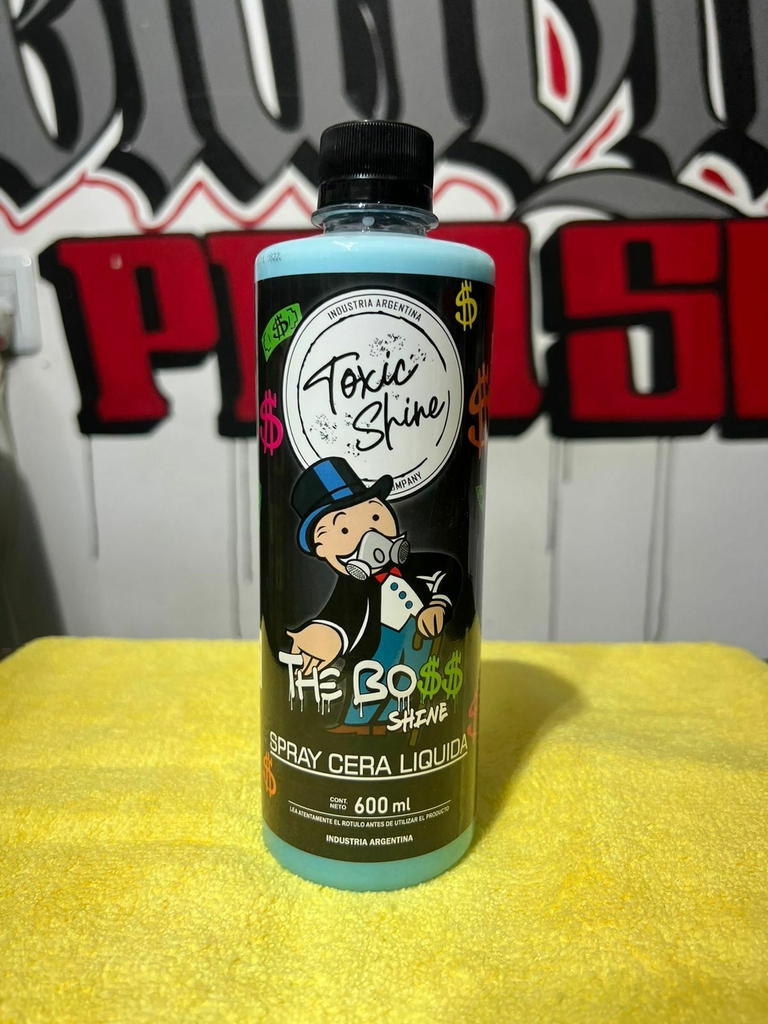 INDUSTRIA ARGENTINA
Toxic
Shine
THE BO$$
SHINE
SPRAY CERA LIQUIDA
CONT.
NETO 600 ml
LEA ATENTAMENTE EL ROTULO ANTES DE UTILIZAR EL PRODUCTO
INDUSTRIA ARGENTINA